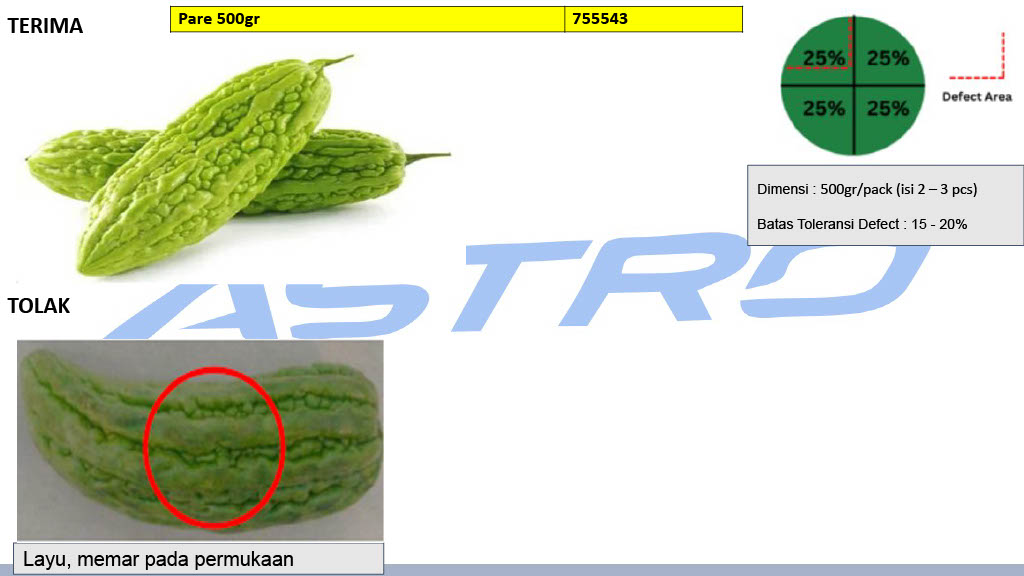 TERIMA
Pare 500gr 755543
25% 25%
25% 25%
Defect Area
Dimensi : 500gr/pack (isi 2 – 3 pcs)
Batas Toleransi Defect : 15 - 20%
ASTRO
TOLAK
Layu, memar pada permukaan